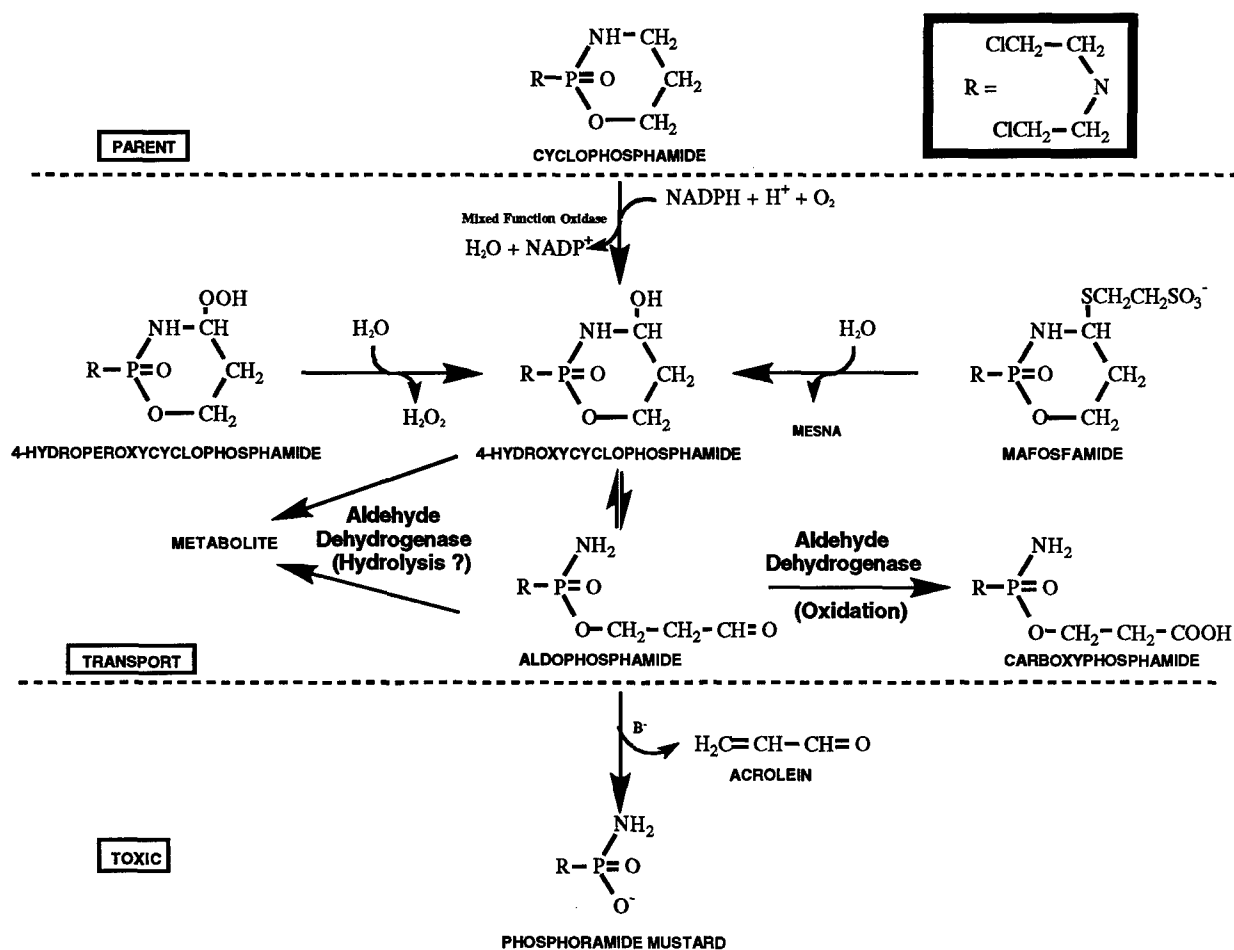 NH–CH₂
R–P=O
CH₂
O–CH₂
CYCLOPHOSPHAMIDE
PARENT
ClCH₂–CH₂
R =
N
ClCH₂–CH₂
NADPH + H⁺ + O₂
Mixed Function Oxidase
H₂O + NADP⁺
OOH
NH–CH
R–P=O
CH₂
O–CH₂
4-HYDROPEROXYCYCLOPHOSPHAMIDE
H₂O
H₂O₂
OH
NH–CH
R–P=O
CH₂
O–CH₂
4-HYDROXYCYCLOPHOSPHAMIDE
H₂O
MESNA
SCH₂CH₂SO₃⁻
NH–CH
R–P=O
CH₂
O–CH₂
MAFOSFAMIDE
METABOLITE
Aldehyde
Dehydrogenase
(Hydrolysis ?)
NH₂
R–P=O
O–CH₂–CH₂–CH=O
ALDOPHOSPHAMIDE
Aldehyde
Dehydrogenase
(Oxidation)
NH₂
R–P=O
O–CH₂–CH₂–COOH
CARBOXYPHOSPHAMIDE
TRANSPORT
B⁻
H₂C=CH–CH=O
ACROLEIN
NH₂
R–P=O
O⁻
PHOSPHORAMIDE MUSTARD
TOXIC